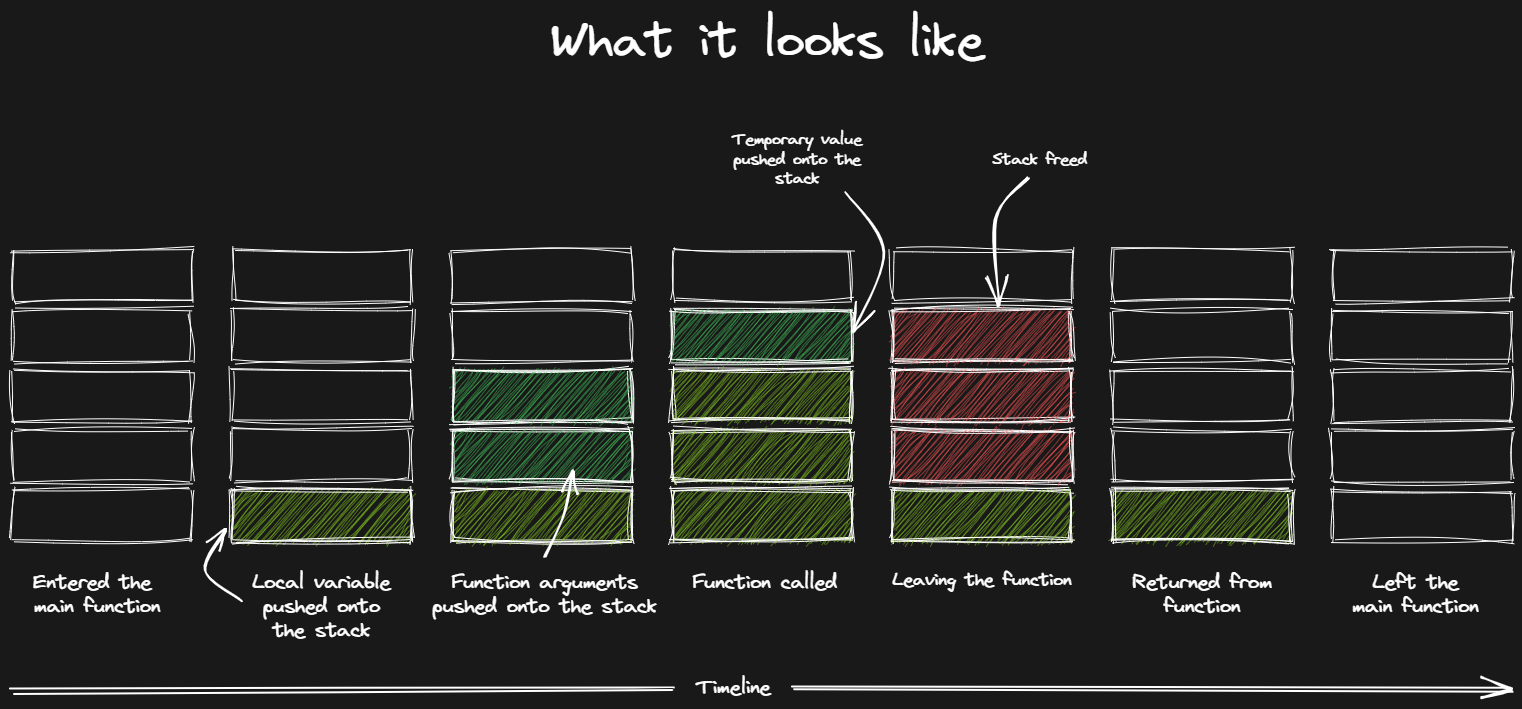 What it looks like
Temporary value
pushed onto the
stack
Stack freed
Entered the
main function
Local variable
pushed onto
the stack
Function arguments
pushed onto the stack
Function called
Leaving the function
Returned from
function
Left the
main function
Timeline